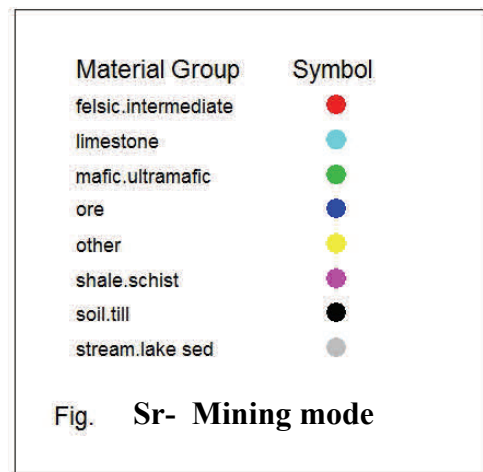 Material Group Symbol
felsic.intermediate
limestone
mafic.ultramafic
ore
other
shale.schist
soil.till
stream.lake sed
Fig. Sr- Mining mode